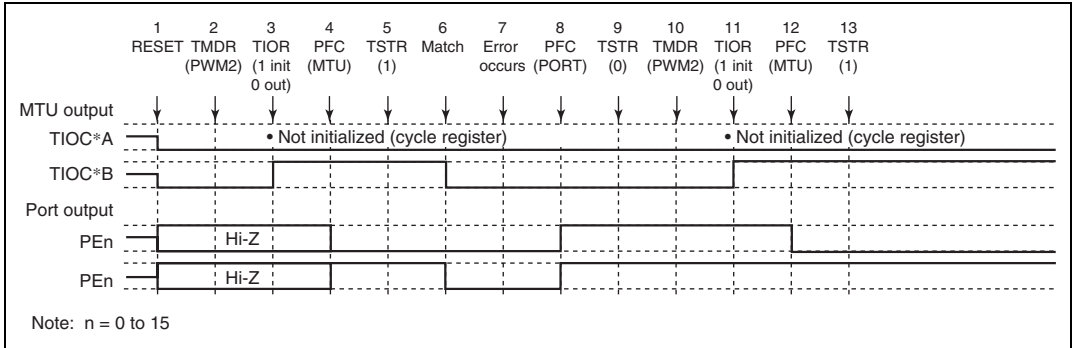 1 2 3 4 5 6 7 8 9 10 11 12 13
RESET TMDR TIOR PFC TSTR Match Error PFC TSTR TMDR TIOR PFC TSTR
(PWM2) (1 init (MTU) (1) occurs (PORT) (0) (PWM2) (1 init (MTU) (1)
0 out) 0 out)
MTU output
TIOC*A • Not initialized (cycle register) • Not initialized (cycle register)
TIOC*B
Port output
PEn Hi-Z
PEn Hi-Z
Note: n = 0 to 15